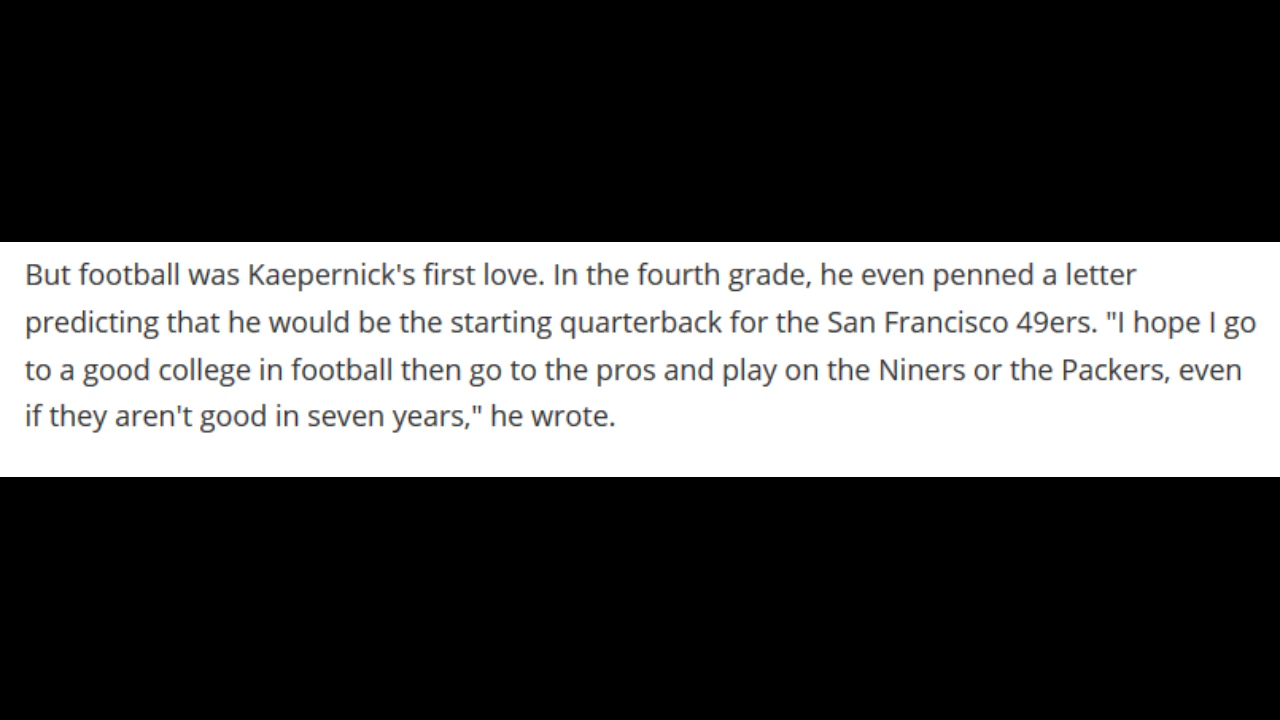 But football was Kaepernick's first love. In the fourth grade, he even penned a letter
predicting that he would be the starting quarterback for the San Francisco 49ers. "I hope I go
to a good college in football then go to the pros and play on the Niners or the Packers, even
if they aren't good in seven years," he wrote.